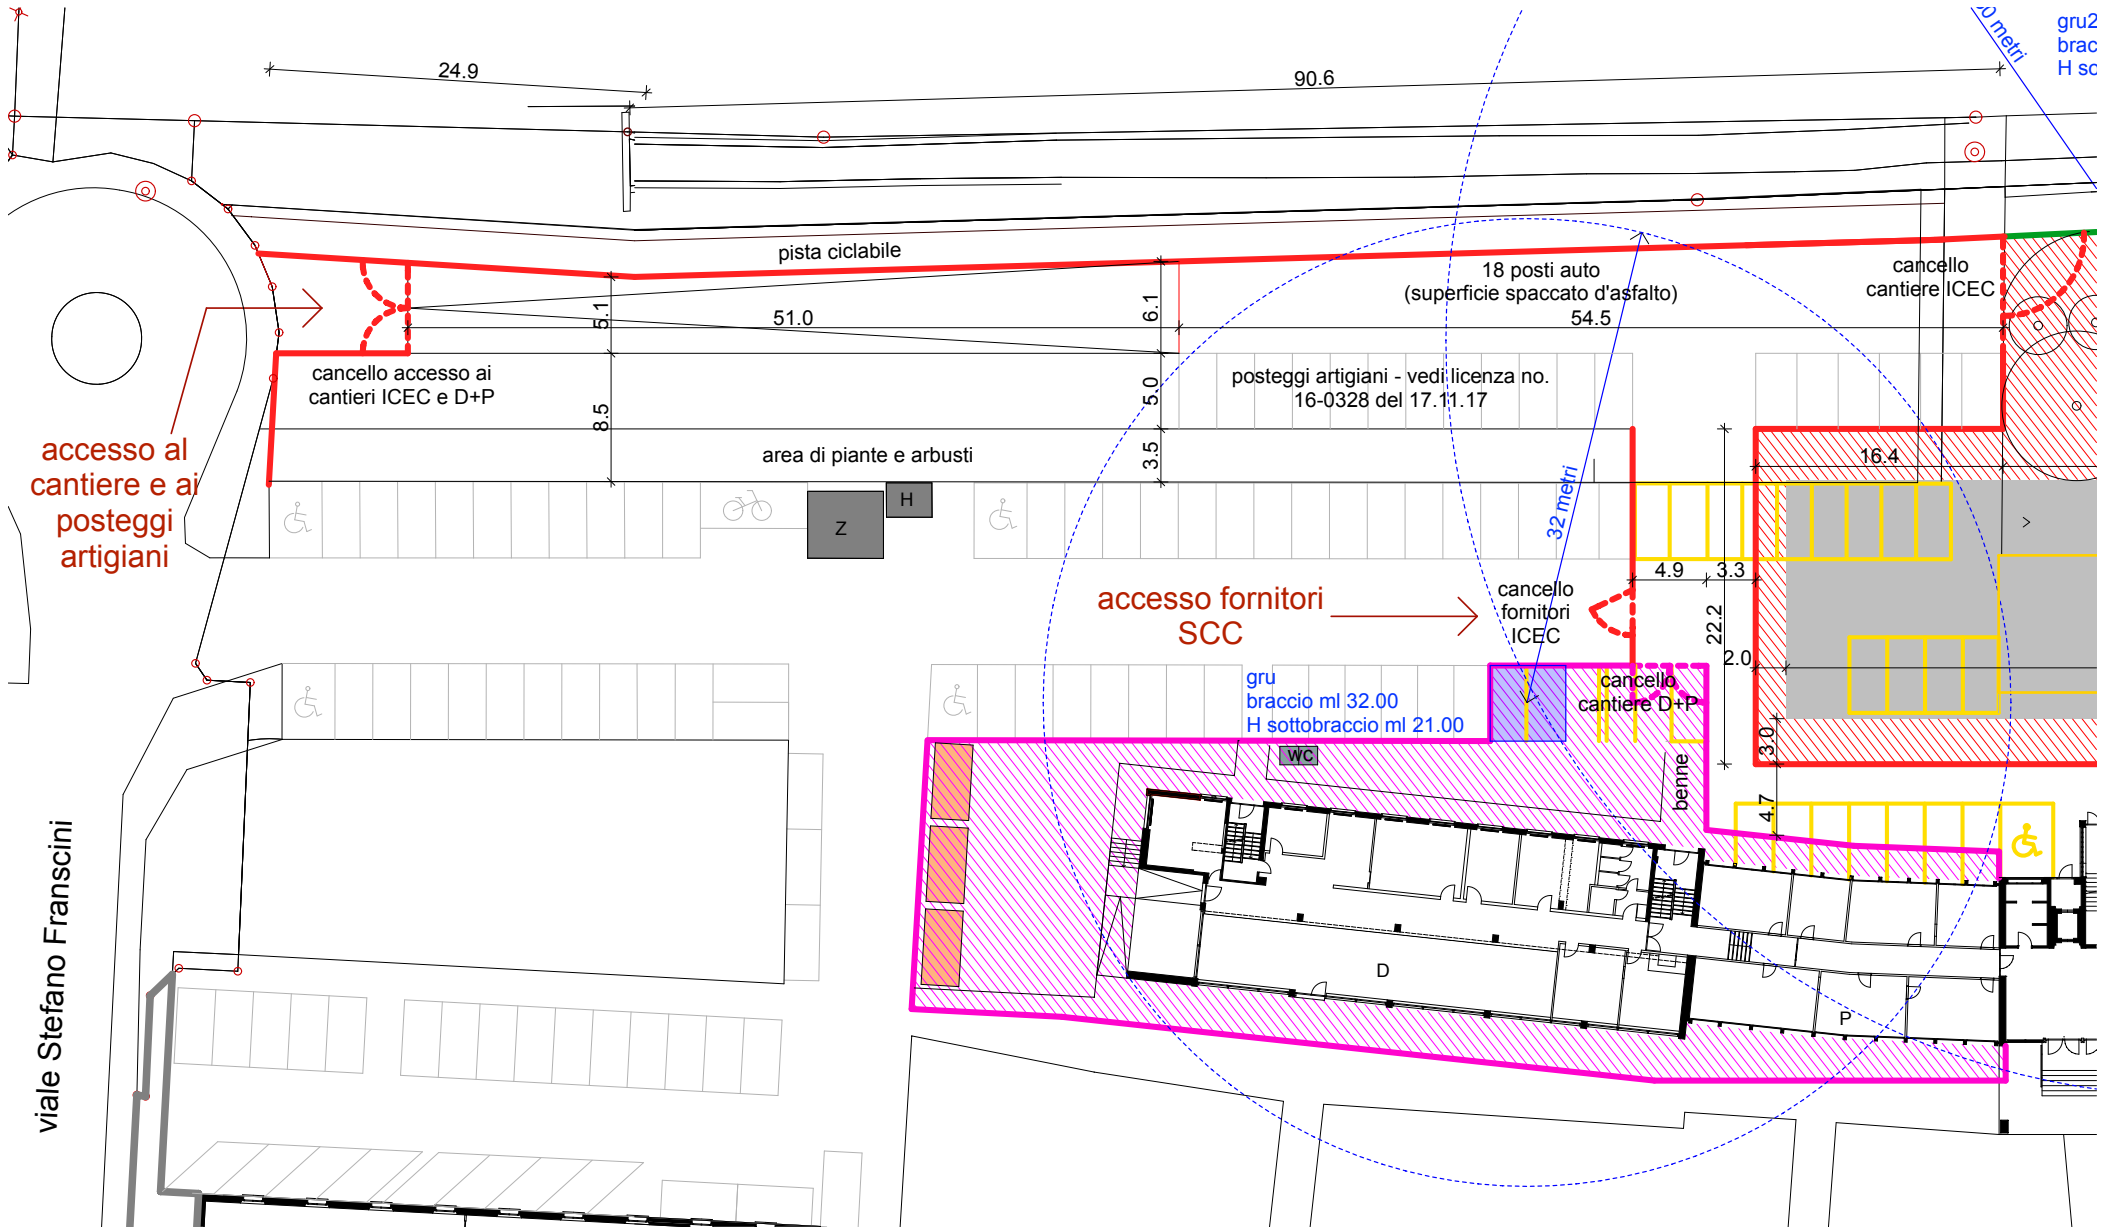 24.9
90.6
gru2
pista ciclabile
18 posti auto
(superficie spaccato d'asfalto)
cancello
cantiere ICEC
5.1
51.0
6.1
54.5
cancello accesso ai
cantieri ICEC e D+P
posteggi artigiani - vedi licenza no.
16-0328 del 17.11.17
8.5
5.0
accesso al
cantiere e ai
posteggi
artigiani
area di piante e arbusti
3.5
16.4
32 metri
Z
H
accesso fornitori
SCC
cancello
fornitori
ICEC
4.9
3.3
22.2
2.0
gru
braccio ml 32.00
H sottobraccio ml 21.00
cancello
cantiere D+P
WC
benne
3.0
4.7
D
P
viale Stefano Franscini
metri
brac
H so